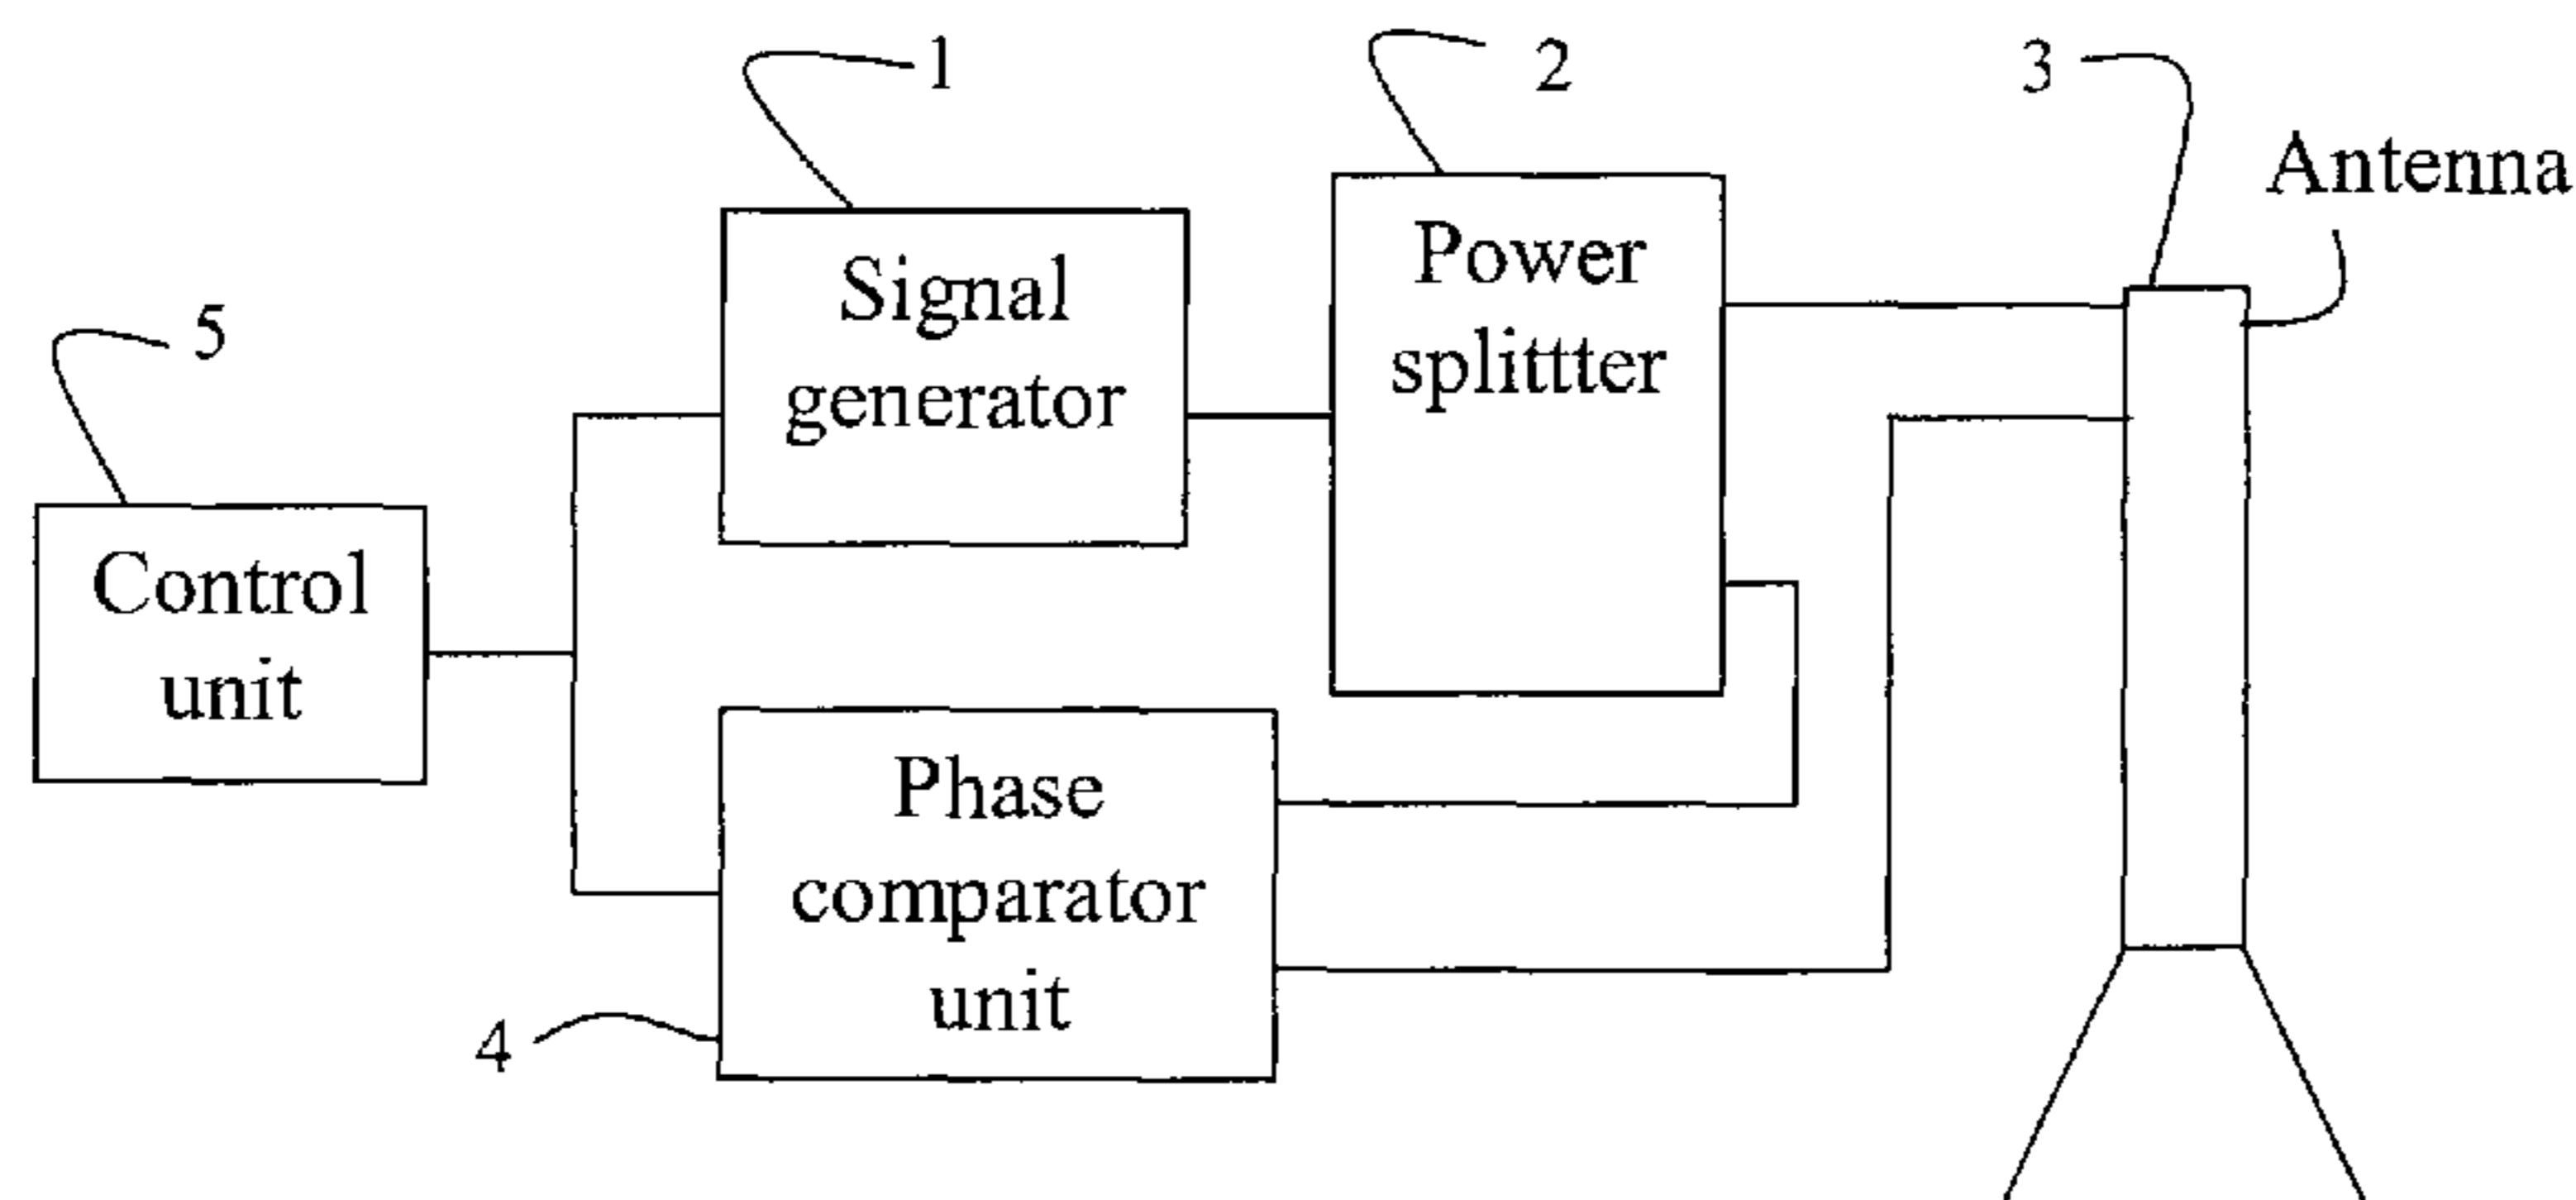 1
2
3
Antenna
Signal
generator
Power
splittter
5
Control
unit
Phase
comparator
unit
4